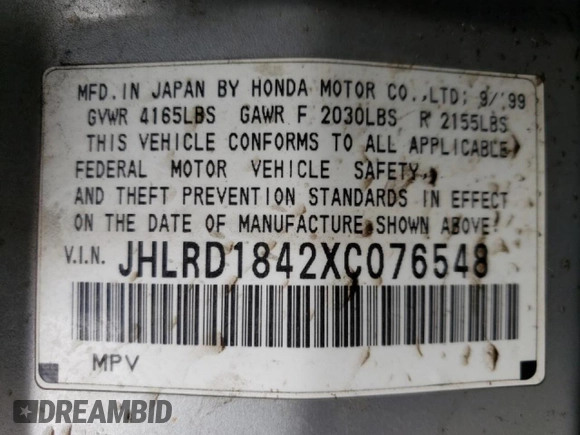 MFD. IN JAPAN BY HONDA MOTOR CO., LTD; 9/'99
GVWR 4165LBS GAWR F 2030LBS R 2155LBS
THIS VEHICLE CONFORMS TO ALL APPLICABLE
FEDERAL MOTOR VEHICLE SAFETY,
AND THEFT PREVENTION STANDARDS IN EFFECT
ON THE DATE OF MANUFACTURE SHOWN ABOVE.
V.I.N. JHLRD1842XC076548
MPV
DREAMBID